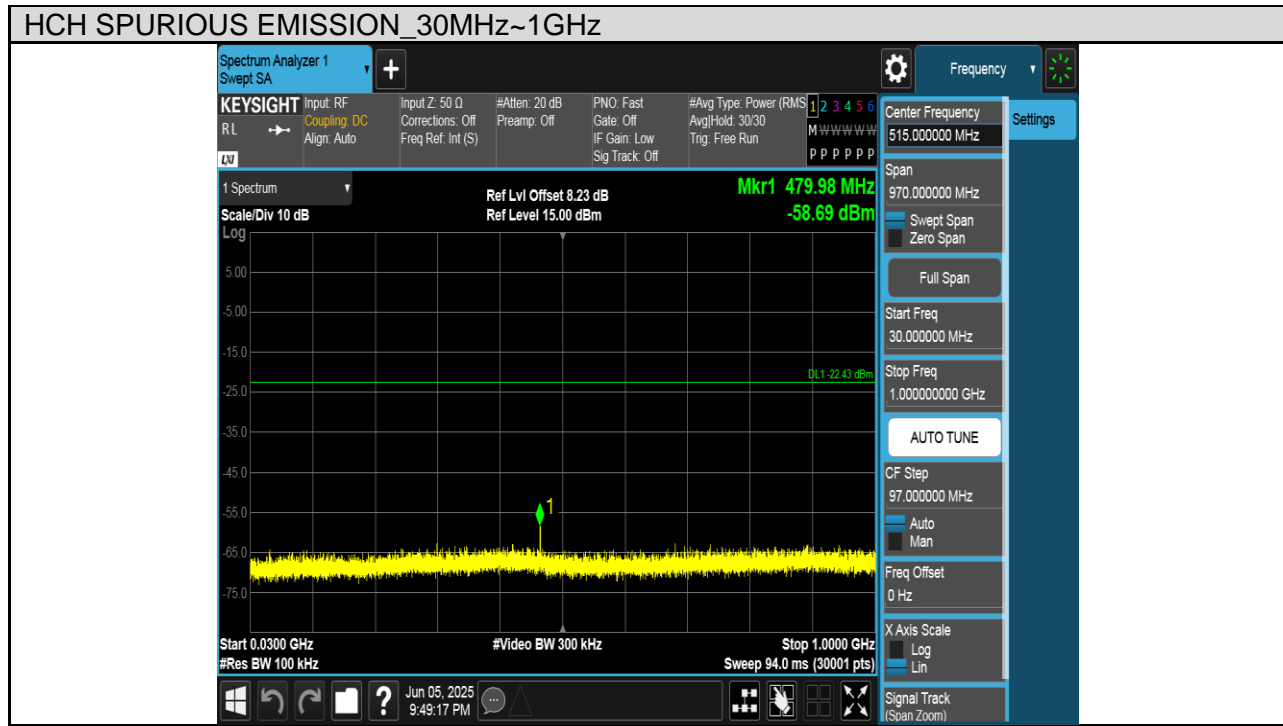 HCH SPURIOUS EMISSION_30MHz~1GHz
Spectrum Analyzer 1
Swept SA
+
Frequency
KEYSIGHT
RL
LXI
Input: RF
Coupling: DC
Align: Auto
Input Z: 50 Ω
Corrections: Off
Freq Ref: Int (S)
#Atten: 20 dB
Preamp: Off
PNO: Fast
Gate: Off
IF Gain: Low
Sig Track: Off
#Avg Type: Power (RMS
Avg|Hold: 30/30
Trig: Free Run
1 2 3 4 5 6
M W W W W W
P P P P P P
1 Spectrum
Scale/Div 10 dB
Ref Lvl Offset 8.23 dB
Ref Level 15.00 dBm
Mkr1 479.98 MHz
-58.69 dBm
Log
5.00
-5.00
-15.0
DL1 -22.43 dBm
-25.0
-35.0
-45.0
1
-55.0
-65.0
-75.0
Start 0.0300 GHz
#Res BW 100 kHz
#Video BW 300 kHz
Stop 1.0000 GHz
Sweep 94.0 ms (30001 pts)
?
Jun 05, 2025
9:49:17 PM
Center Frequency
515.000000 MHz
Span
970.000000 MHz
Swept Span
Zero Span
Full Span
Start Freq
30.000000 MHz
Stop Freq
1.000000000 GHz
AUTO TUNE
CF Step
97.000000 MHz
Auto
Man
Freq Offset
0 Hz
X Axis Scale
Log
Lin
Signal Track
(Span Zoom)
Settings